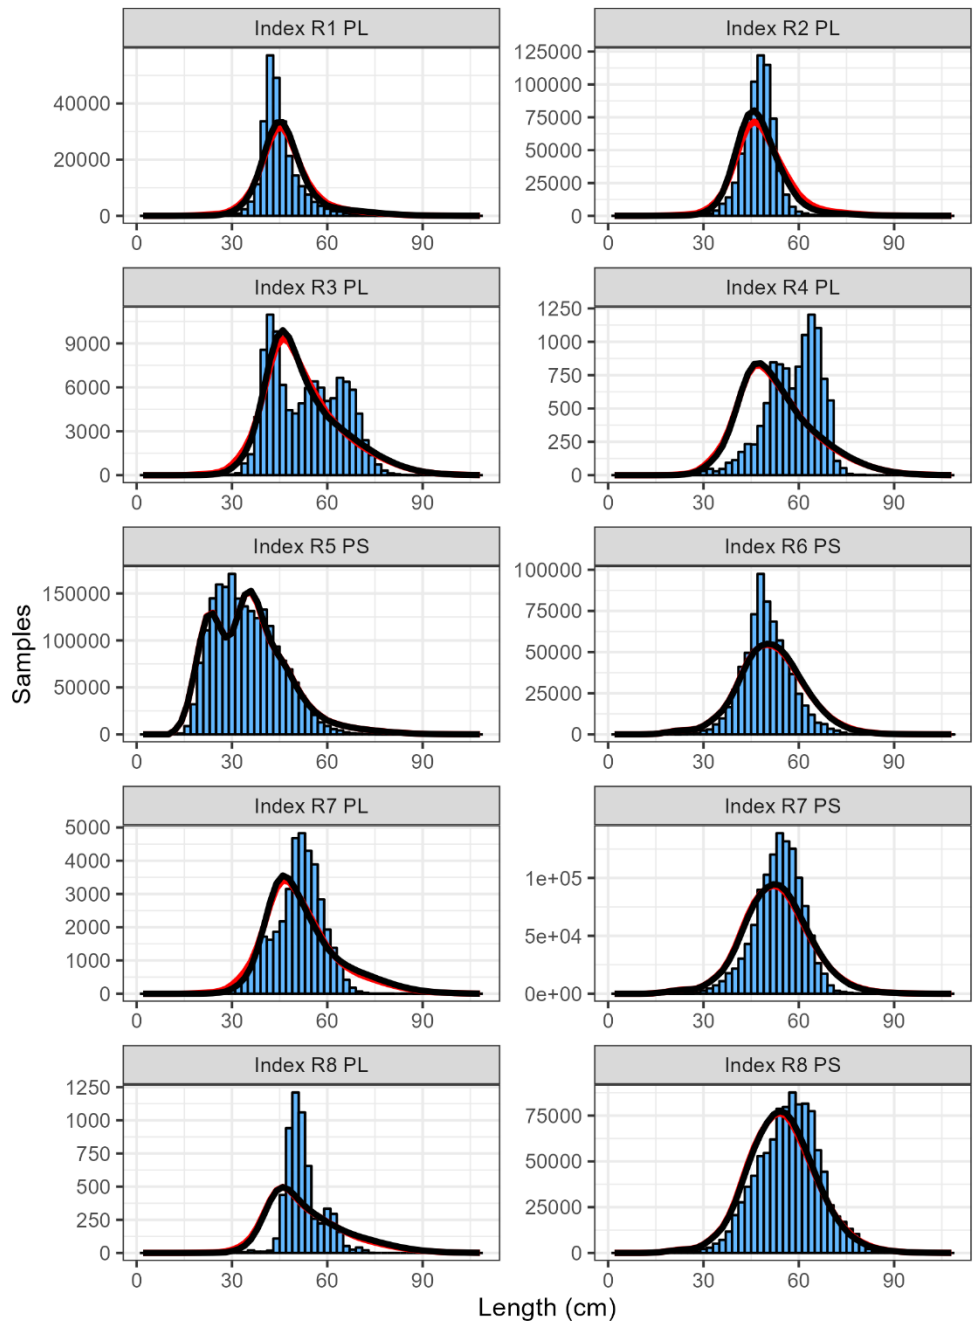 Index R1 PL
Index R2 PL
40000
20000
0
0 30 60 90
125000
100000
75000
50000
25000
0
0 30 60 90
Index R3 PL
Index R4 PL
9000
6000
3000
0
0 30 60 90
1250
1000
750
500
250
0
0 30 60 90
Index R5 PS
Index R6 PS
150000
100000
50000
0
0 30 60 90
100000
75000
50000
25000
0
0 30 60 90
Samples
Index R7 PL
Index R7 PS
5000
4000
3000
2000
1000
0
0 30 60 90
1e+05
5e+04
0e+00
0 30 60 90
Index R8 PL
Index R8 PS
1250
1000
750
500
250
0
0 30 60 90
75000
50000
25000
0
0 30 60 90
Length (cm)